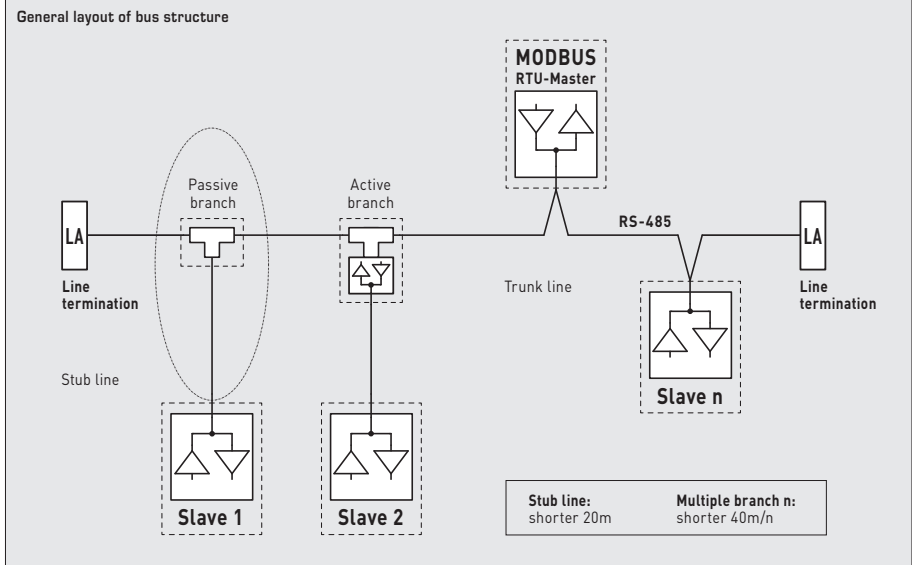 General layout of bus structure
MODBUS
RTU-Master
Passive
branch
Active
branch
LA
RS-485
LA
Line
termination
Trunk line
Line
termination
Stub line
Slave n
Slave 1
Slave 2
Stub line:
shorter 20m
Multiple branch n:
shorter 40m/n